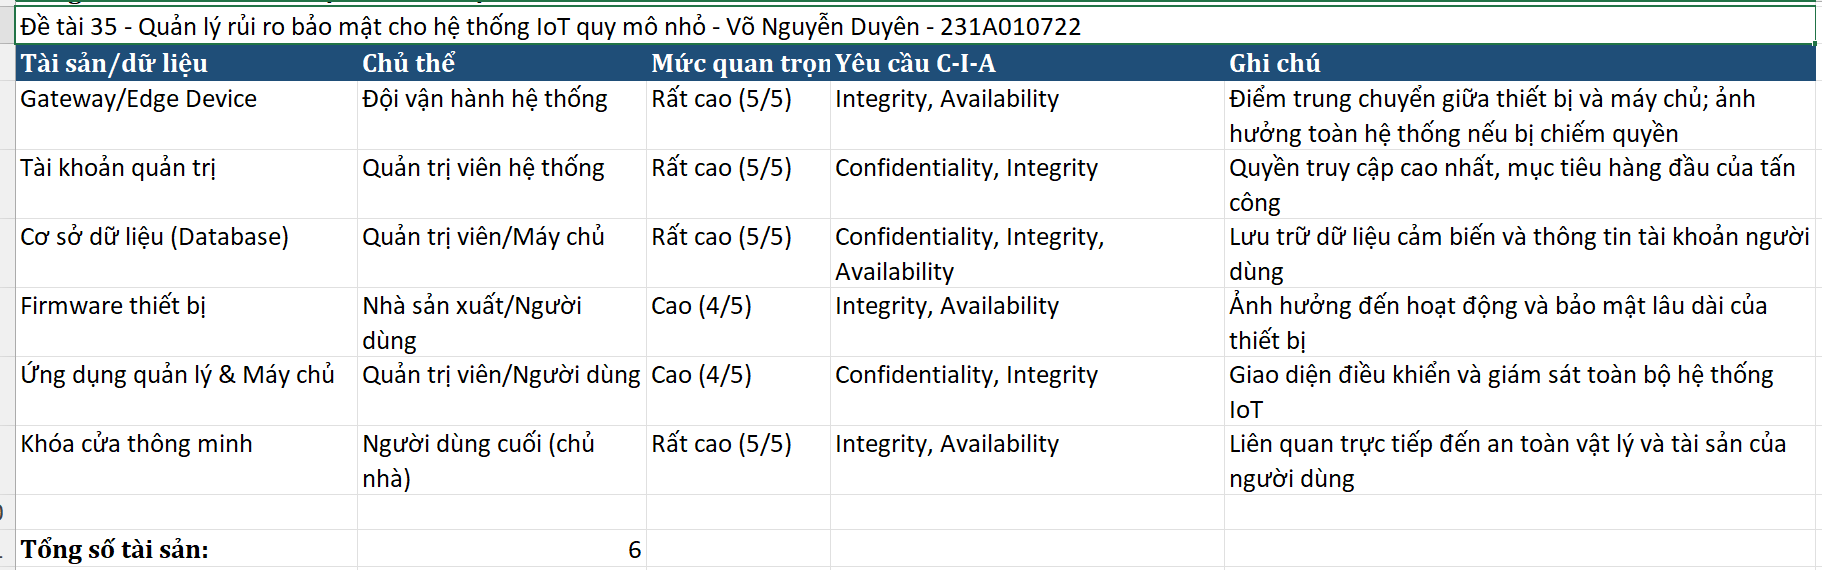 Đề tài 35 - Quản lý rủi ro bảo mật cho hệ thống IoT quy mô nhỏ - Võ Nguyễn Duyên - 231A010722
Tài sản/dữ liệu Chủ thể Mức quan trọn Yêu cầu C-I-A Ghi chú
Gateway/Edge Device Đội vận hành hệ thống Rất cao (5/5) Integrity, Availability Điểm trung chuyển giữa thiết bị và máy chủ; ảnh
hưởng toàn hệ thống nếu bị chiếm quyền
Tài khoản quản trị Quản trị viên hệ thống Rất cao (5/5) Confidentiality, Integrity Quyền truy cập cao nhất, mục tiêu hàng đầu của tấn
công
Cơ sở dữ liệu (Database) Quản trị viên/Máy chủ Rất cao (5/5) Confidentiality, Integrity, Lưu trữ dữ liệu cảm biến và thông tin tài khoản người
Availability dùng
Firmware thiết bị Nhà sản xuất/Người Cao (4/5) Integrity, Availability Ảnh hưởng đến hoạt động và bảo mật lâu dài của
dùng thiết bị
Ứng dụng quản lý & Máy chủ Quản trị viên/Người dùng Cao (4/5) Confidentiality, Integrity Giao diện điều khiển và giám sát toàn bộ hệ thống
IoT
Khóa cửa thông minh Người dùng cuối (chủ Rất cao (5/5) Integrity, Availability Liên quan trực tiếp đến an toàn vật lý và tài sản của
nhà) người dùng
Tổng số tài sản: 6